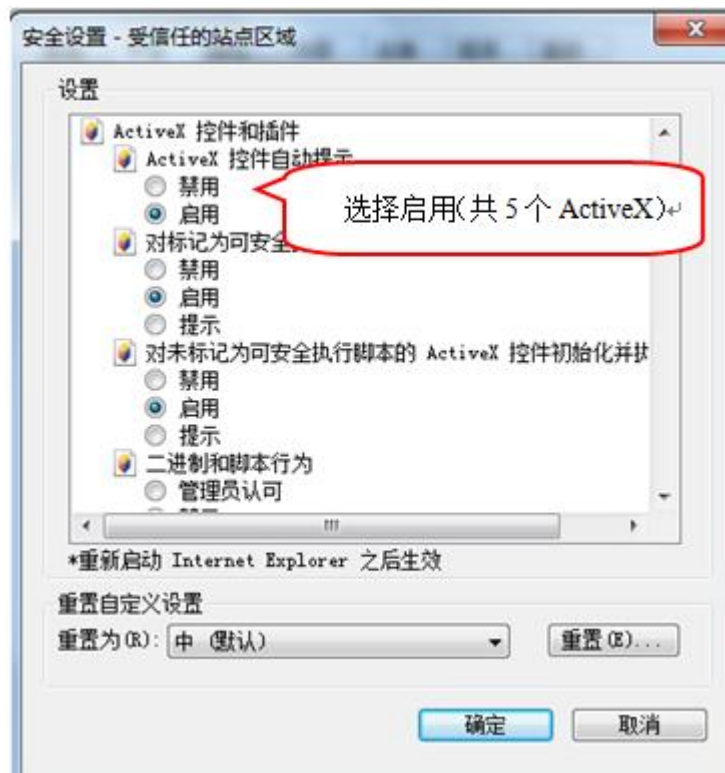 安全设置 - 受信任的站点区域
设置
ActiveX 控件和插件
ActiveX 控件自动提示
禁用
启用
选择启用(共 5 个 ActiveX)↵
对标记为可安全
禁用
启用
提示
对未标记为可安全执行脚本的 ActiveX 控件初始化并执
禁用
启用
提示
二进制和脚本行为
管理员认可
*重新启动 Internet Explorer 之后生效
重置自定义设置
重置为(R): 中 (默认) 重置(E)...
确定 取消